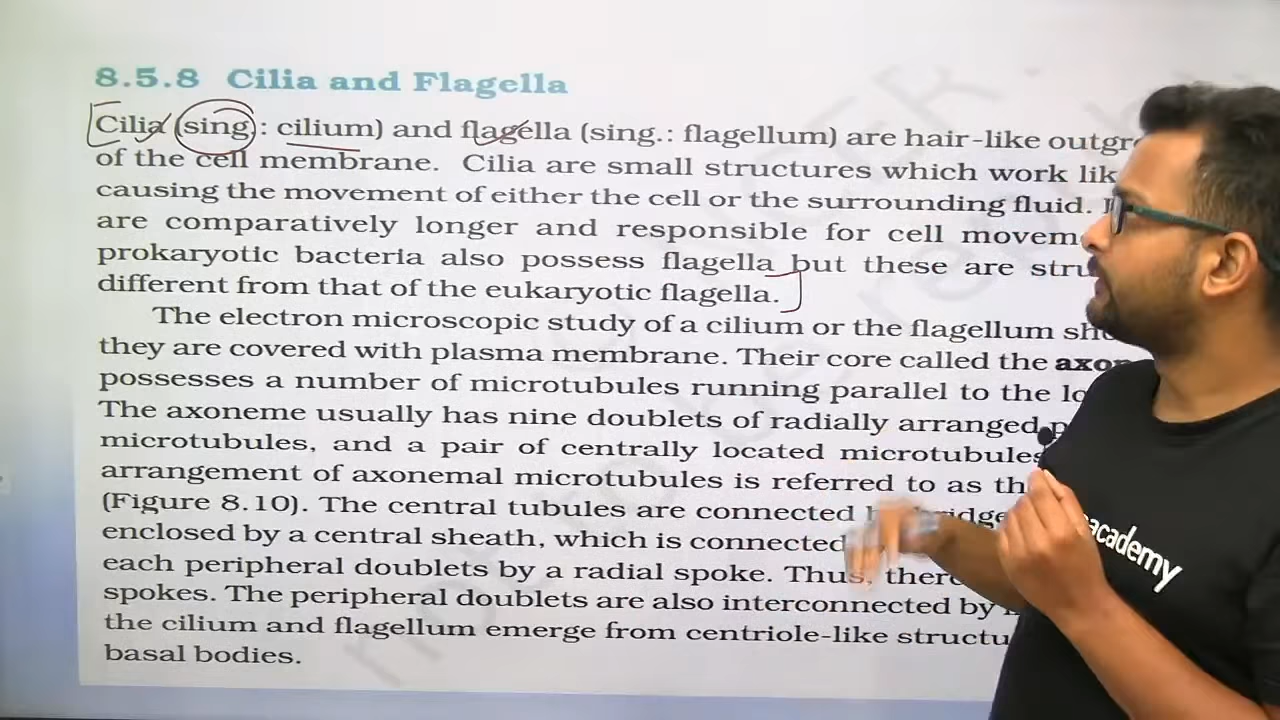 8.5.8 Cilia and Flagella
Cilia (sing: cilium) and flagella (sing.: flagellum) are hair-like outgr
of the cell membrane. Cilia are small structures which work lik
causing the movement of either the cell or the surrounding fluid.
are comparatively longer and responsible for cell movem
prokaryotic bacteria also possess flagella but these are stru
different from that of the eukaryotic flagella.
The electron microscopic study of a cilium or the flagellum sh
they are covered with plasma membrane. Their core called the axon
possesses a number of microtubules running parallel to the lo
The axoneme usually has nine doublets of radially arranged p
microtubules, and a pair of centrally located microtubules
arrangement of axonemal microtubules is referred to as th
(Figure 8.10). The central tubules are connected ridge
enclosed by a central sheath, which is connected
each peripheral doublets by a radial spoke. Thus, there
spokes. The peripheral doublets are also interconnected by
the cilium and flagellum emerge from centriole-like structu
basal bodies.
academy